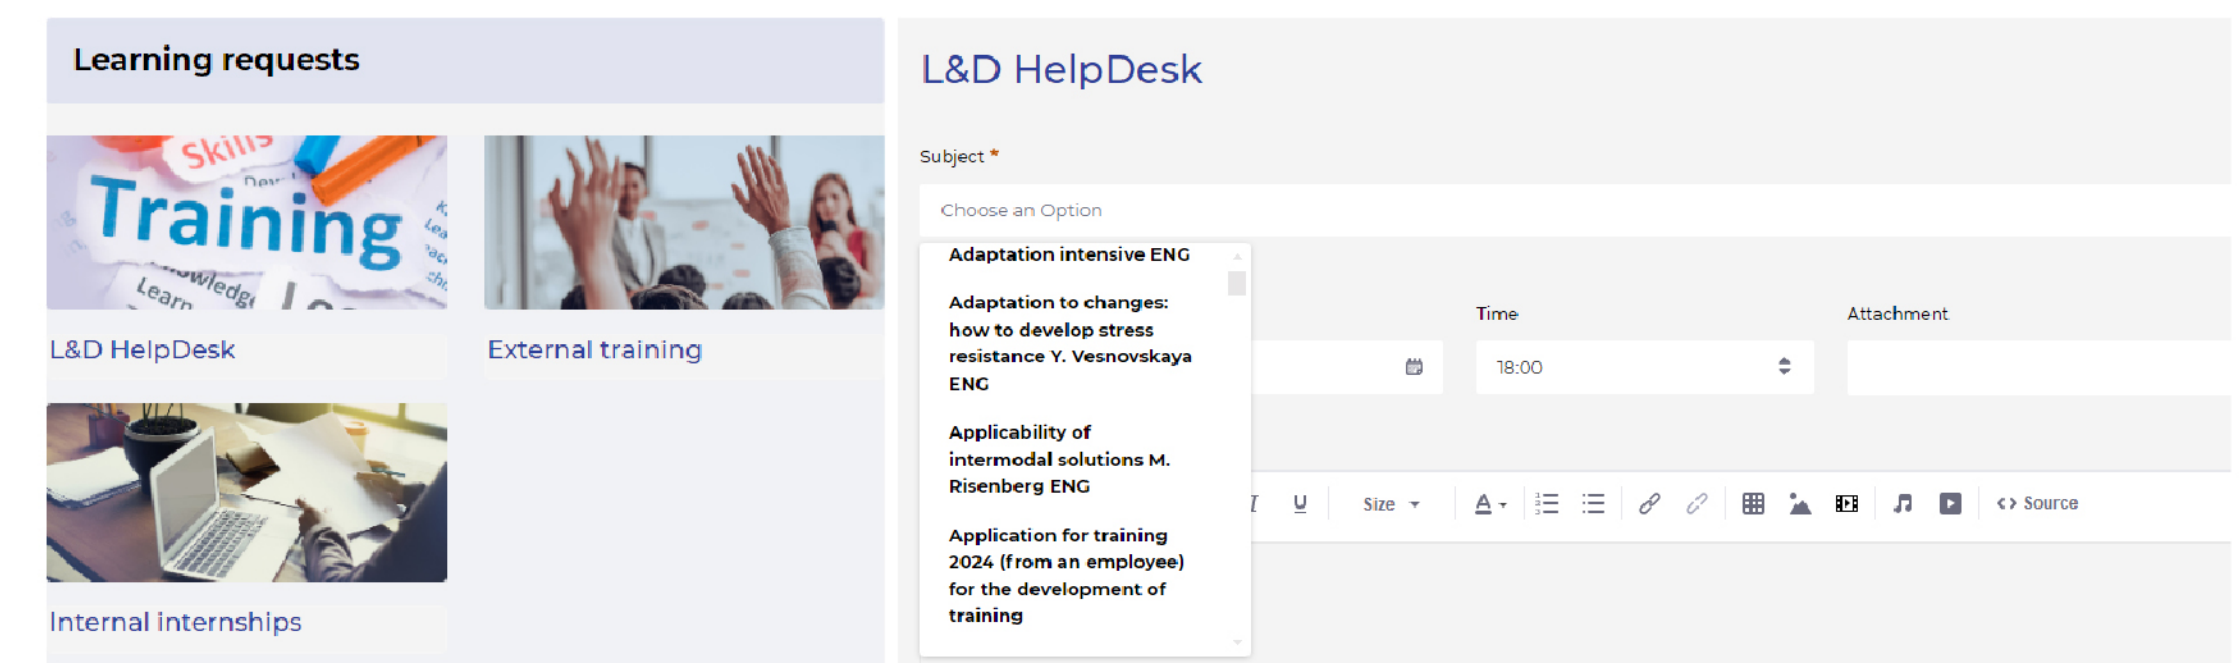 Learning requests
Skills
Training
Learn
L&D HelpDesk
External training
Internal internships
L&D HelpDesk
Subject *
Choose an Option
Adaptation intensive ENG
Adaptation to changes:
how to develop stress
resistance Y. Vesnovskaya
ENG
Applicability of
intermodal solutions M.
Risenberg ENG
Application for training
2024 (from an employee)
for the development of
training
Time
Attachment
18:00
I U Size A Source